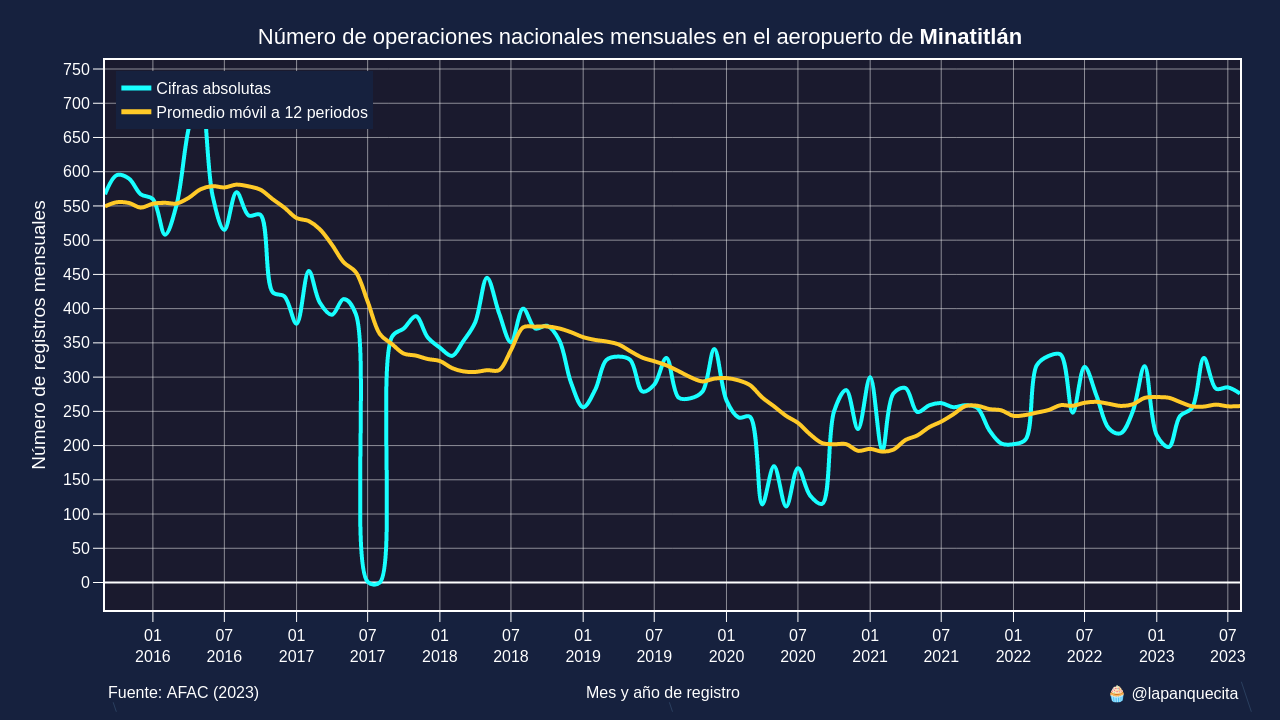 Número de operaciones nacionales mensuales en el aeropuerto de Minatitlán
Cifras absolutas
Promedio móvil a 12 periodos
Número de registros mensuales
750
700
650
600
550
500
450
400
350
300
250
200
150
100
50
0
01 07 01 07 01 07 01 07 01 07 01 07 01 07 01 07
2016 2016 2017 2017 2018 2018 2019 2019 2020 2020 2021 2021 2022 2022 2023 2023
Fuente: AFAC (2023)
Mes y año de registro
🧁 @lapanquecita